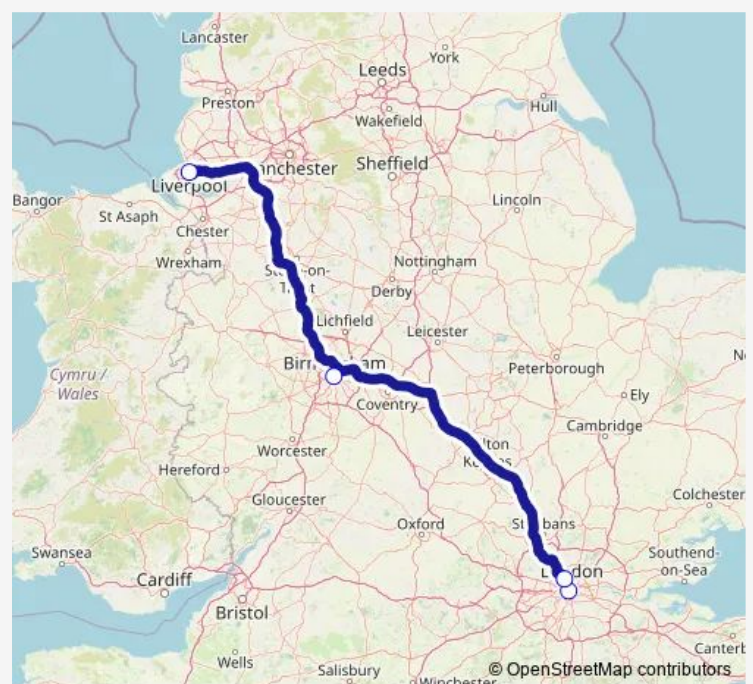 Lancaster
York
Leeds
Preston
Hull
Wakefield
anchester
Sheffield
Liverpool
Bangor
St Asaph
Lincoln
Chester
Wrexham
Nottingham
Derby
Lichfield
Leicester
Peterborough
Cymru /
Wales
Ely
Coventry
Cambridge
Worcester
Hereford
Gloucester
Colchester
Oxford
Swansea
Southend-
on-Sea
Cardiff
Bristol
Wells
Salisbury
Winchester
© OpenStreetMap contributors